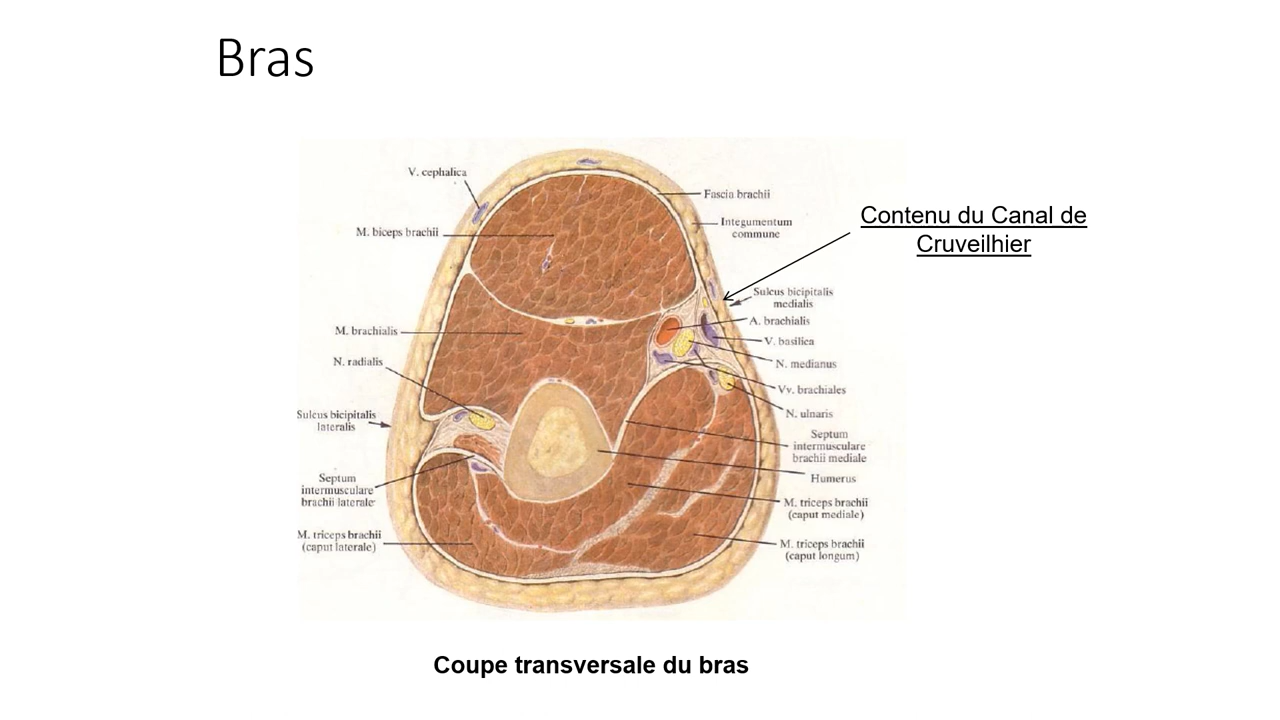 Bras
V. cephalica
M. biceps brachii
M. brachialis
N. radialis
Sulcus bicipitalis
lateralis
Septum
intermusculare
brachii laterale
M. triceps brachii
(caput laterale)
Fascia brachii
Integumentum
commune
Contenu du Canal de
Cruveilhier
Sulcus bicipitalis
medialis
A. brachialis
V. basilica
N. medianus
Vv. brachiales
N. ulnaris
Septum
intermusculare
brachii mediale
Humerus
M. triceps brachii
(caput mediale)
M. triceps brachii
(caput longum)
Coupe transversale du bras